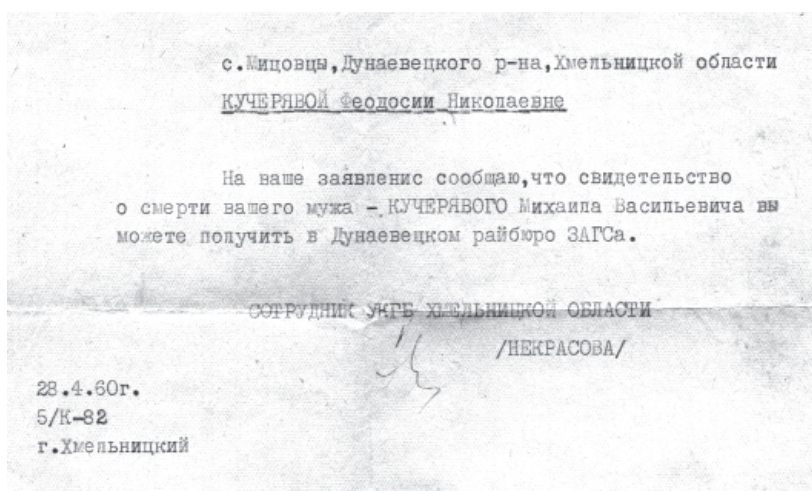 с.Мицовцы,Дунаевецкого р-на,Хмельницкой области
КУЧЕРЯВОЙ Феодосии Николаевне
На ваше заявленис сообщаю,что свидетельство
о смерти вашего мужа - КУЧЕРЯВОГО Михаила Васильевича вы
можете получить в Дунаевецком райбюро ЗАГСа.
СОТРУДНИК УКГБ ХМЕЛЬНИЦКОЙ ОБЛАСТИ
/НЕКРАСОВА/
28.4.60г.
5/К-82
г.Хмельницкий